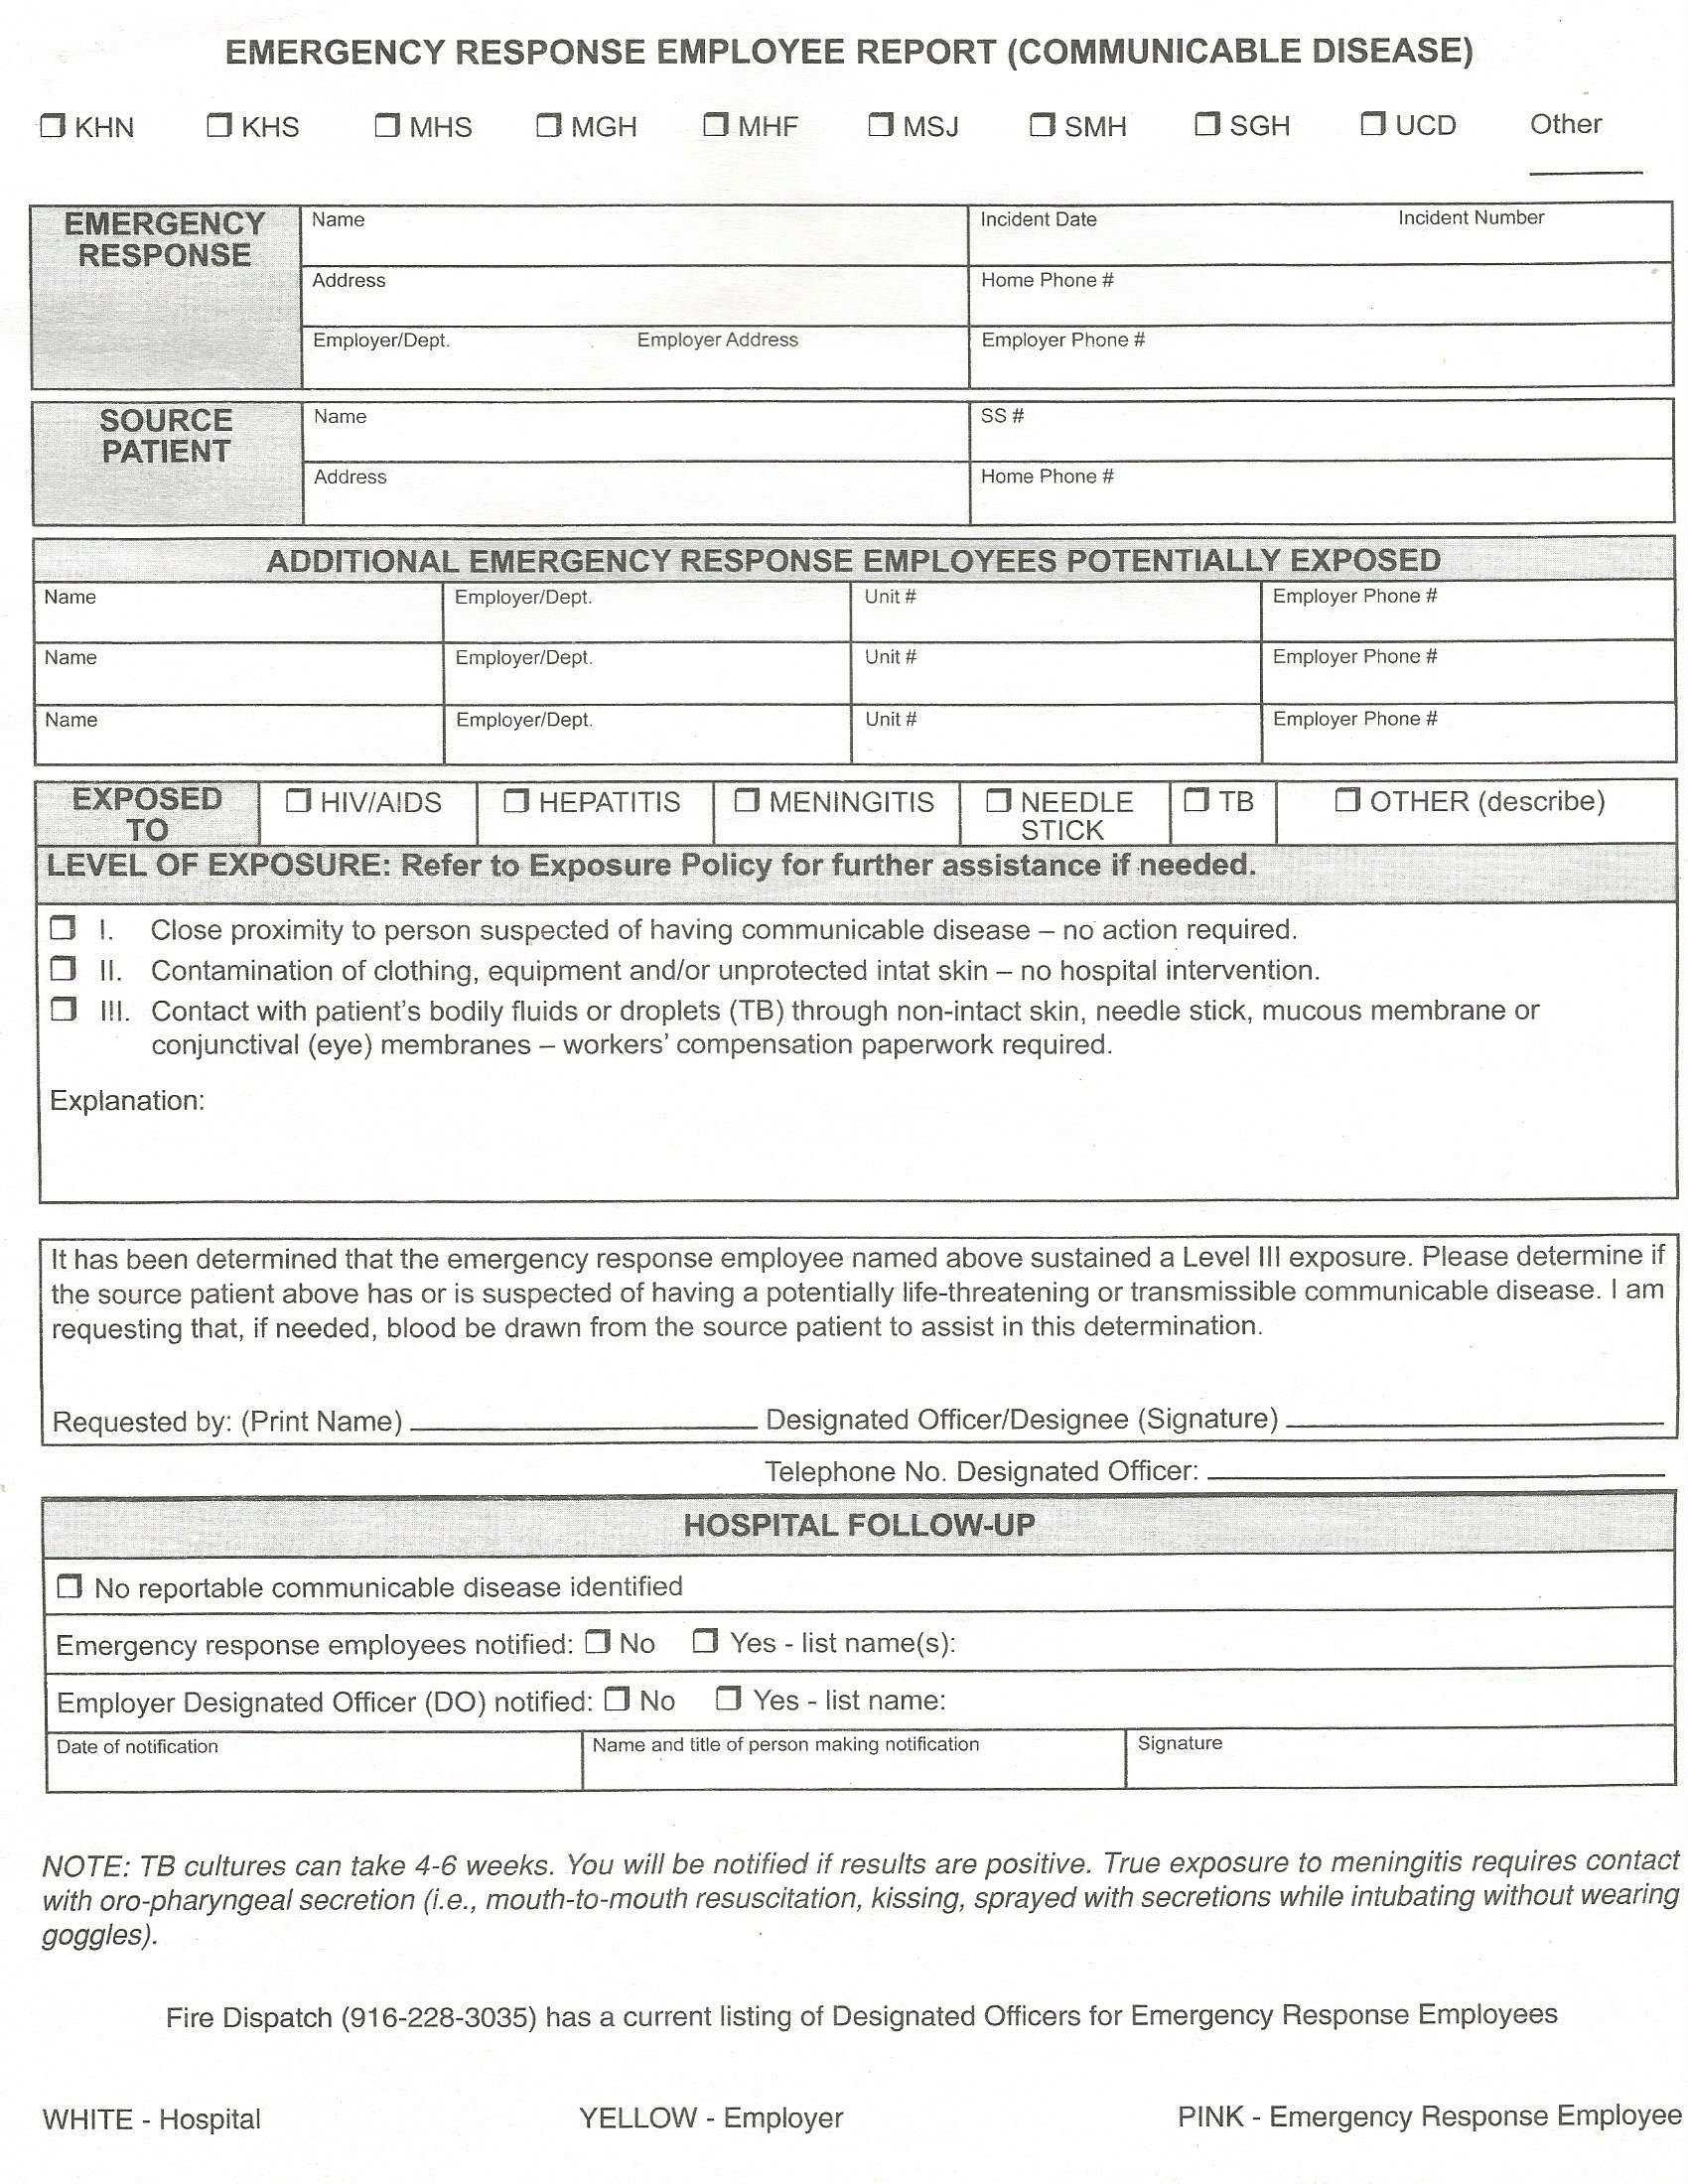 EMERGENCY RESPONSE EMPLOYEE REPORT (COMMUNICABLE DISEASE)
❒ KHN ❒ KHS ❒ MHS ❒ MGH ❒ MHF ❒ MSJ ❒ SMH ❒ SGH ❒ UCD Other
EMERGENCY RESPONSE
Name
Incident Date Incident Number
Address
Home Phone #
Employer/Dept. Employer Address
Employer Phone #
SOURCE PATIENT
Name
SS #
Address
Home Phone #
ADDITIONAL EMERGENCY RESPONSE EMPLOYEES POTENTIALLY EXPOSED
Name Employer/Dept. Unit # Employer Phone #
Name Employer/Dept. Unit # Employer Phone #
Name Employer/Dept. Unit # Employer Phone #
EXPOSED TO
❒ HIV/AIDS ❒ HEPATITIS ❒ MENINGITIS ❒ NEEDLE STICK ❒ TB ❒ OTHER (describe)
LEVEL OF EXPOSURE: Refer to Exposure Policy for further assistance if needed.
❒ I. Close proximity to person suspected of having communicable disease – no action required.
❒ II. Contamination of clothing, equipment and/or unprotected intat skin – no hospital intervention.
❒ III. Contact with patient's bodily fluids or droplets (TB) through non-intact skin, needle stick, mucous membrane or
conjunctival (eye) membranes – workers' compensation paperwork required.
Explanation:
It has been determined that the emergency response employee named above sustained a Level III exposure. Please determine if
the source patient above has or is suspected of having a potentially life-threatening or transmissible communicable disease. I am
requesting that, if needed, blood be drawn from the source patient to assist in this determination.
Requested by: (Print Name) Designated Officer/Designee (Signature)
Telephone No. Designated Officer:
HOSPITAL FOLLOW-UP
❒ No reportable communicable disease identified
Emergency response employees notified: ❒ No ❒ Yes - list name(s):
Employer Designated Officer (DO) notified: ❒ No ❒ Yes - list name:
Date of notification Name and title of person making notification Signature
NOTE: TB cultures can take 4-6 weeks. You will be notified if results are positive. True exposure to meningitis requires contact
with oro-pharyngeal secretion (i.e., mouth-to-mouth resuscitation, kissing, sprayed with secretions while intubating without wearing
goggles).
Fire Dispatch (916-228-3035) has a current listing of Designated Officers for Emergency Response Employees
WHITE - Hospital YELLOW - Employer PINK - Emergency Response Employee